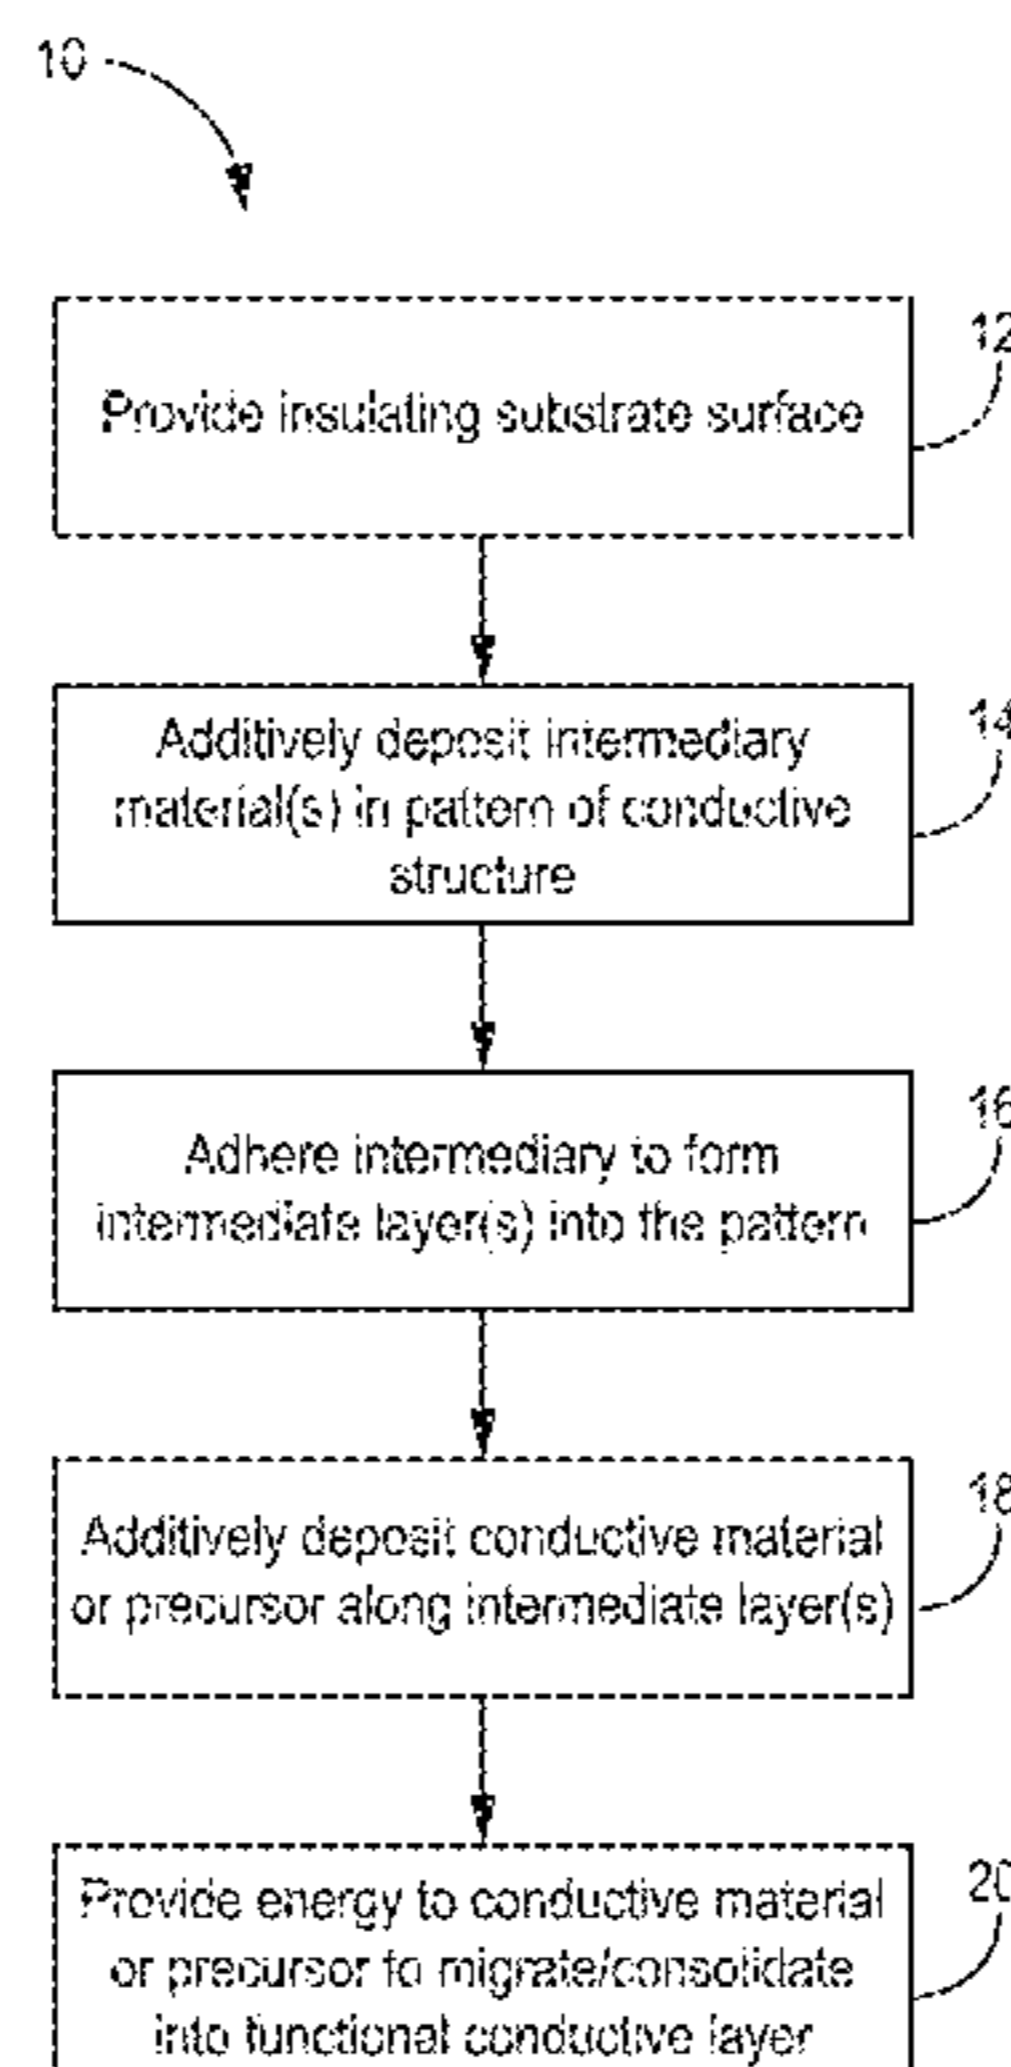 10
12
Provide insulating substrate surface
14
Additively deposit intermediary
material(s) in pattern of conductive
structure
16
Adhere intermediary to form
intermediate layer(s) into the pattern
18
Additively deposit conductive material
or precursor along intermediate layer(s)
20
Provide energy to conductive material
or precursor to migrate/consolidate
into functional conductive layer